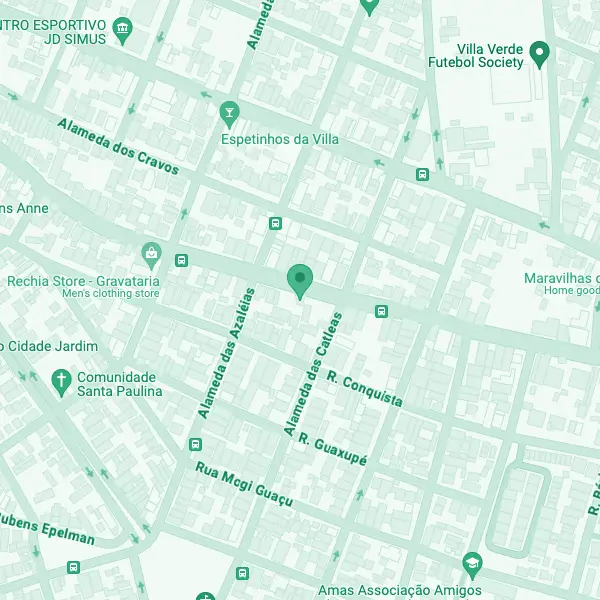 NTRO ESPORTIVO
JD SIMUS
Alameda
Villa Verde
Futebol Society
Alameda dos Cravos
Espetinhos da Villa
ns Anne
Rechia Store - Gravataria
Men's clothing store
Maravilhas d
Home good
o Cidade Jardim
Alameda das Azaléias
Alameda das Catleas
Comunidade
Santa Paulina
R. Conquista
R. Guaxupé
Rua Mogi Guaçu
Rubens Epelman
Amas Associação Amigos